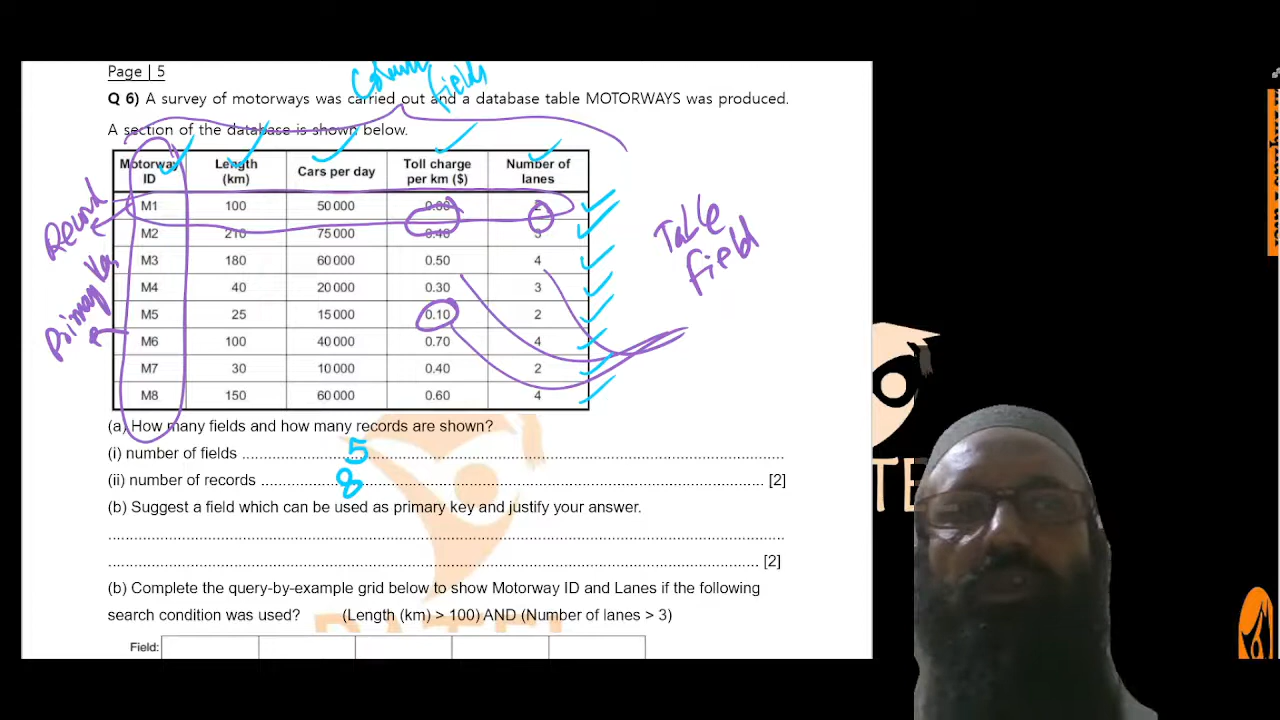 Page | 5
Column
fields
Q 6) A survey of motorways was carried out and a database table MOTORWAYS was produced.
A section of the database is shown below.
Motorway ID Length (km) Cars per day Toll charge per km ($) Number of lanes
M1 100 50 000 2
M2 210 75 000 0.40 3
M3 180 60 000 0.50 4
M4 40 20 000 0.30 3
M5 25 15 000 0.10 2
M6 100 40 000 0.70 4
M7 30 10 000 0.40 2
M8 150 60 000 0.60 4
Record
Primary Key
Table
field
(a) How many fields and how many records are shown?
(i) number of fields 5
(ii) number of records 8 [2]
(b) Suggest a field which can be used as primary key and justify your answer.
[2]
(b) Complete the query-by-example grid below to show Motorway ID and Lanes if the following
search condition was used? (Length (km) > 100) AND (Number of lanes > 3)
Field: